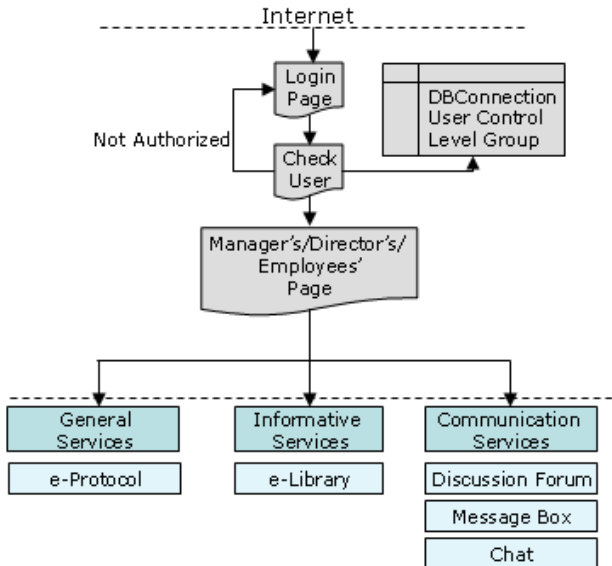 Internet
Login
Page
DBConnection
User Control
Level Group
Not Authorized
Check
User
Manager's/Director's/
Employees'
Page
General
Services
Informative
Services
Communication
Services
e-Protocol
e-Library
Discussion Forum
Message Box
Chat